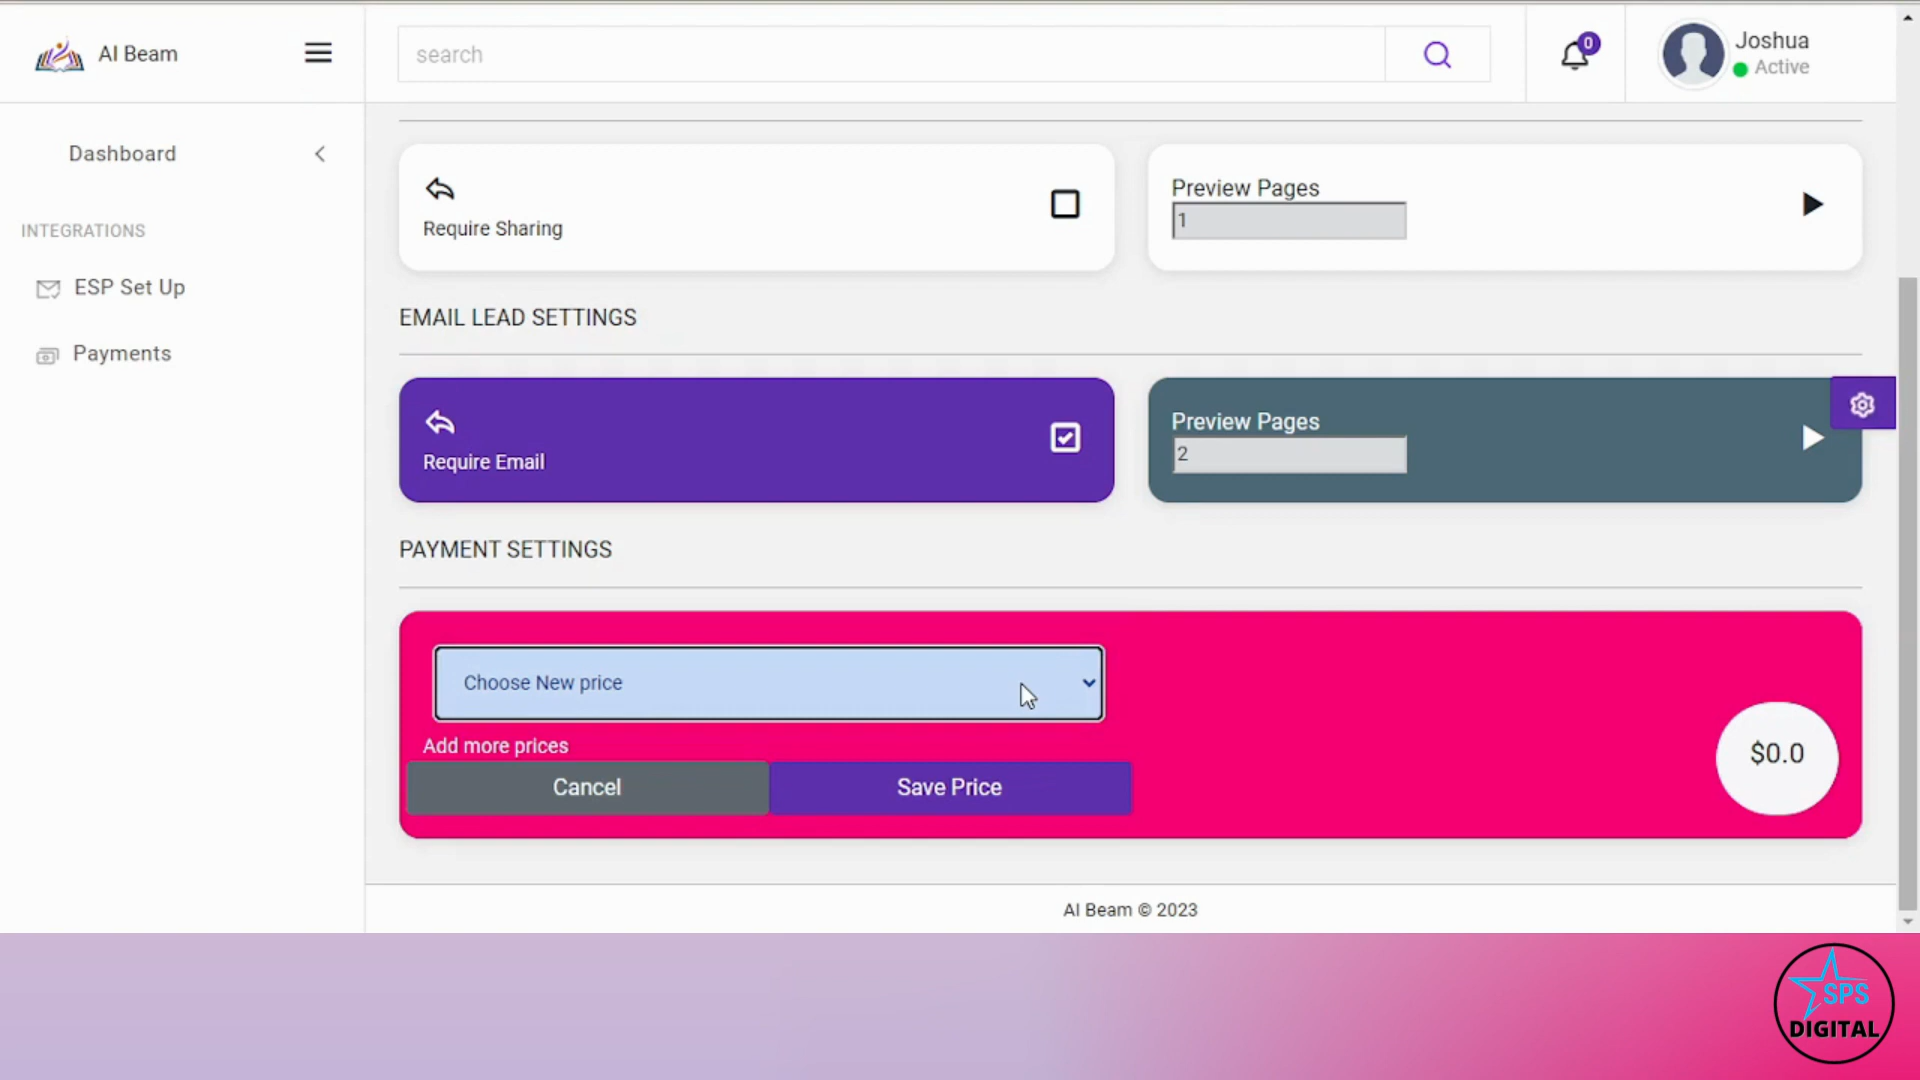 AI Beam
search
0
Joshua
Active
Dashboard
INTEGRATIONS
ESP Set Up
Payments
Require Sharing
Preview Pages
1
EMAIL LEAD SETTINGS
Require Email
Preview Pages
2
PAYMENT SETTINGS
Choose New price
Add more prices
Cancel
Save Price
$0.0
AI Beam © 2023
SPS
DIGITAL